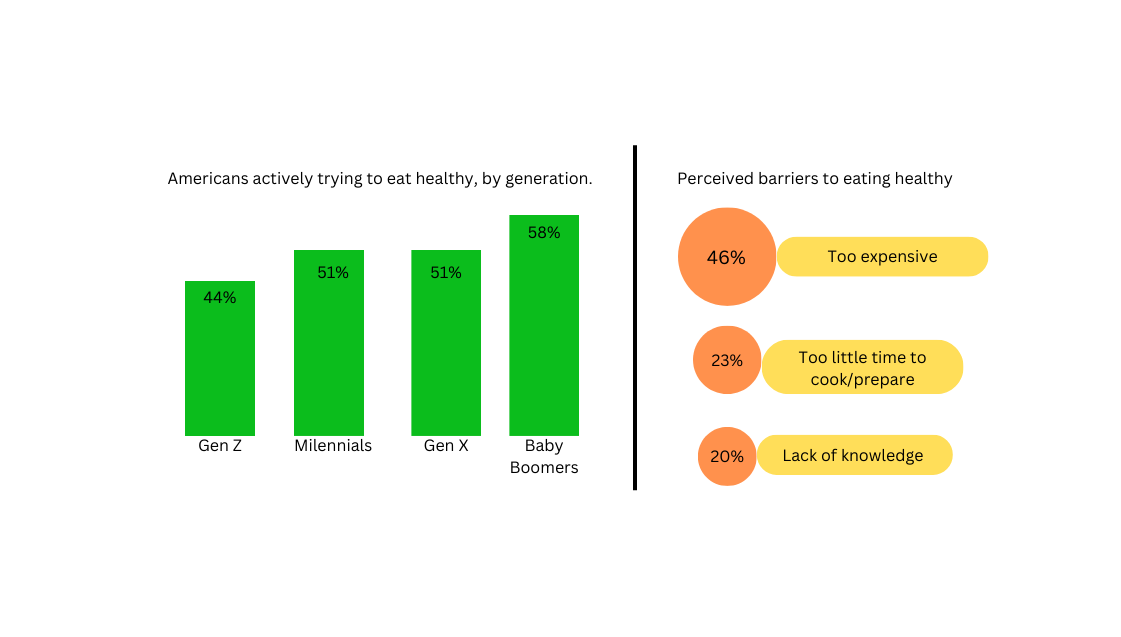 Americans actively trying to eat healthy, by generation.
58%
51%
51%
44%
Gen Z
Milennials
Gen X
Baby
Boomers
Perceived barriers to eating healthy
46%
Too expensive
23%
Too little time to
cook/prepare
20%
Lack of knowledge